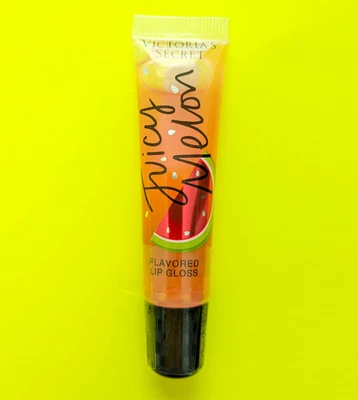 VICTORIA'S
SECRET
Juicy
Melon
FLAVORED
LIP GLOSS